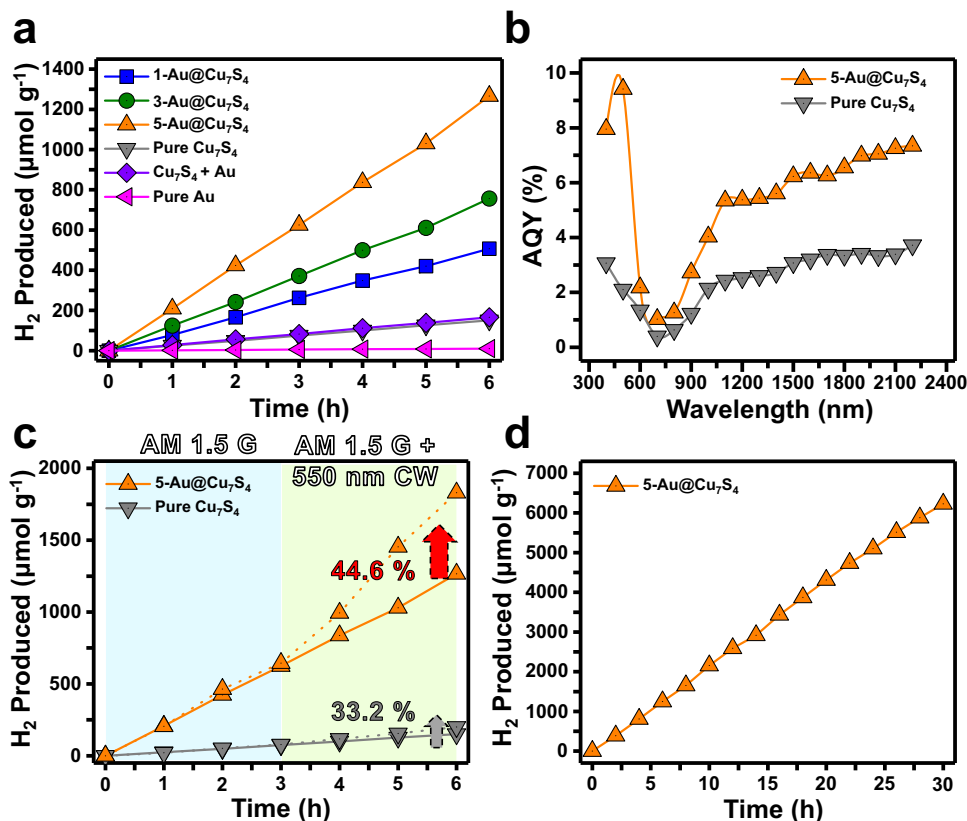 a
H₂ Produced (µmol g⁻¹)
1400
1200
1000
800
600
400
200
0
1-Au@Cu₇S₄
3-Au@Cu₇S₄
5-Au@Cu₇S₄
Pure Cu₇S₄
Cu₇S₄ + Au
Pure Au
0 1 2 3 4 5 6
Time (h)
b
AQY (%)
10
8
6
4
2
0
5-Au@Cu₇S₄
Pure Cu₇S₄
300 600 900 1200 1500 1800 2100 2400
Wavelength (nm)
c
AM 1.5 G
AM 1.5 G +
550 nm CW
H₂ Produced (µmol g⁻¹)
2000
1500
1000
500
0
5-Au@Cu₇S₄
Pure Cu₇S₄
44.6 %
33.2 %
0 1 2 3 4 5 6
Time (h)
d
H₂ Produced (µmol g⁻¹)
7000
6000
5000
4000
3000
2000
1000
0
5-Au@Cu₇S₄
0 5 10 15 20 25 30
Time (h)